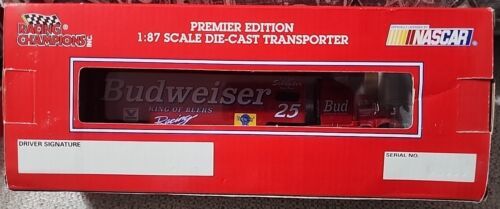 RACING
CHAMPIONS INC.
PREMIER EDITION
1:87 SCALE DIE-CAST TRANSPORTER
NASCAR
Budweiser
KING OF BEERS
Racing
25
Bud
DRIVER SIGNATURE
SERIAL NO.